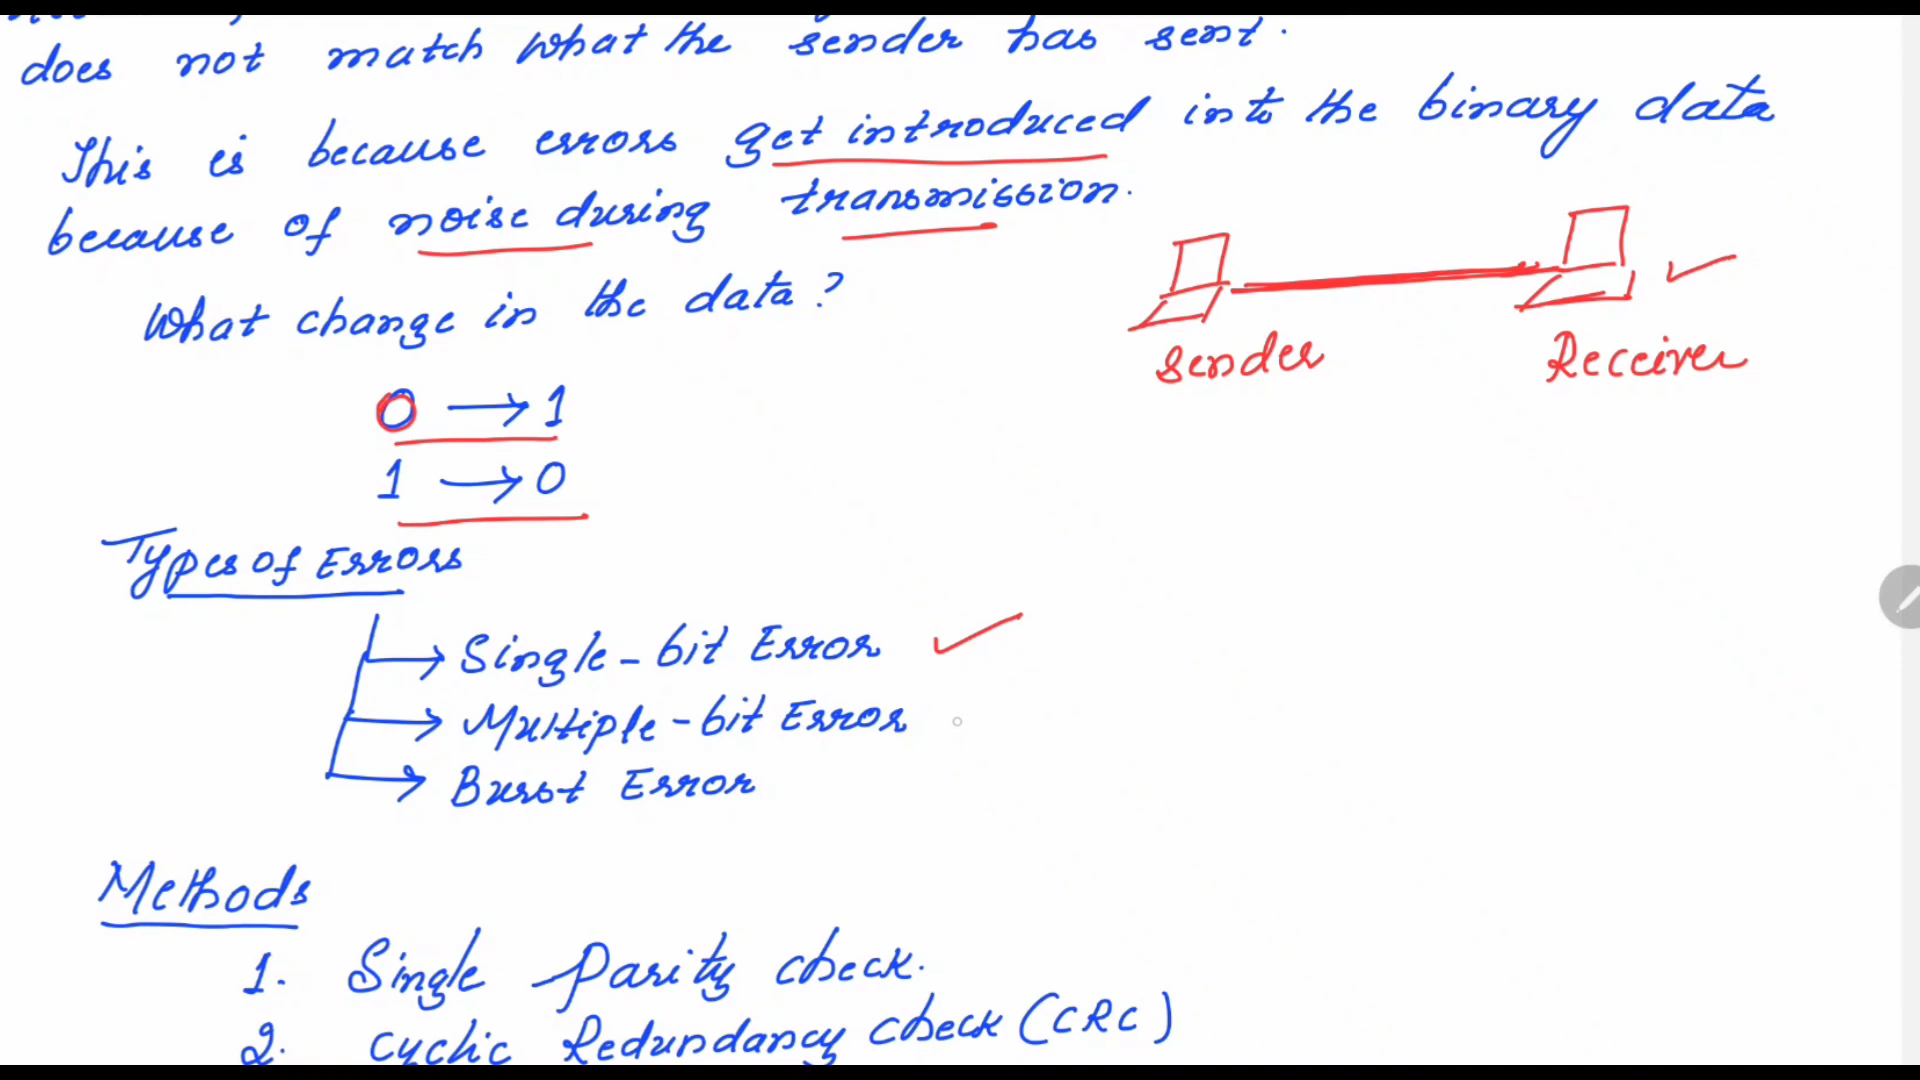 does not match what the sender has sent.
This is because errors get introduced into the binary data
because of noise during transmission.
What change in the data?
Sender
Receiver
0 → 1
1 → 0
Types of Errors
→ Single-bit Error ✓
→ Multiple-bit Error
→ Burst Error
Methods
1. Single Parity check.
2. Cyclic Redundancy check (CRC)